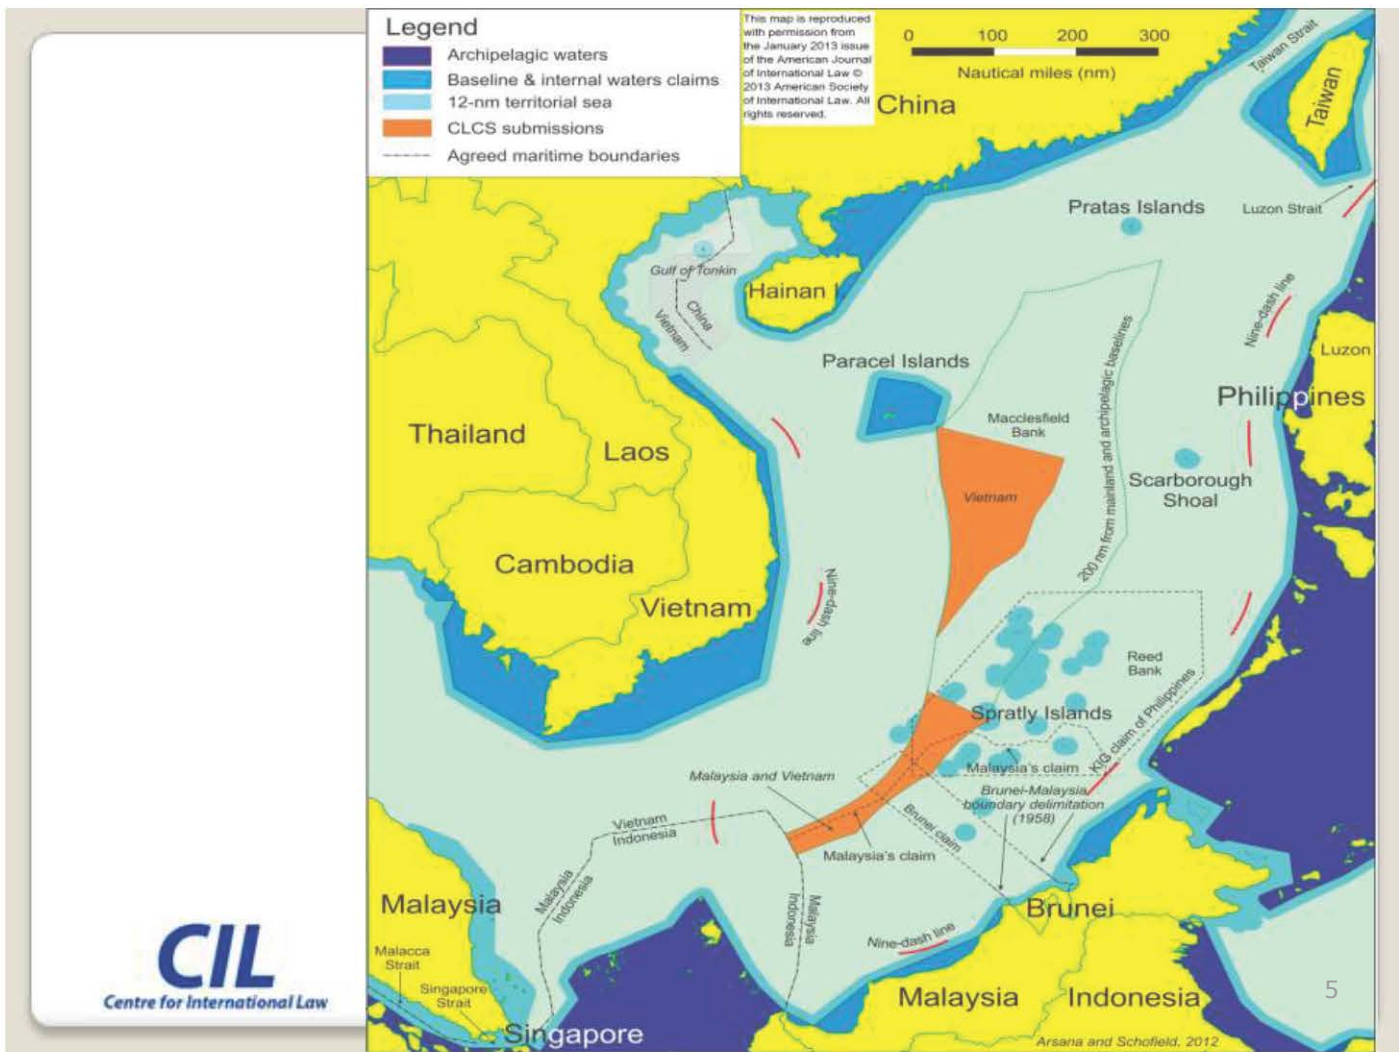 Legend
Archipelagic waters
Baseline & internal waters claims
12-nm territorial sea
CLCS submissions
Agreed maritime boundaries
This map is reproduced
with permission from
the January 2013 issue
of the American Journal
of International Law ©
2013 American Society
of International Law. All
rights reserved.
0 100 200 300
Nautical miles (nm)
China
Taiwan Strait
Taiwan
Luzon Strait
Pratas Islands
Gulf of Tonkin
Hainan I
China
Vietnam
Nine-dash line
Luzon
Paracel Islands
Philippines
Macclesfield
Bank
200 nm from mainland and archipelagic baselines
Thailand
Laos
Vietnam
Scarborough
Shoal
Cambodia
Vietnam
Nine-dash line
Reed
Bank
Spratly Islands
KIG claim of Philippines
Malaysia's claim
Malaysia and Vietnam
Brunei-Malaysia
boundary delimitation
(1958)
Brunei claim
Vietnam
Indonesia
Malaysia's claim
Malaysia
Indonesia
Malaysia
Indonesia
Malaysia
Brunei
Nine-dash line
Malacca
Strait
Singapore
Strait
Singapore
Malaysia
Indonesia
Arsana and Schofield, 2012
CIL
Centre for International Law
5